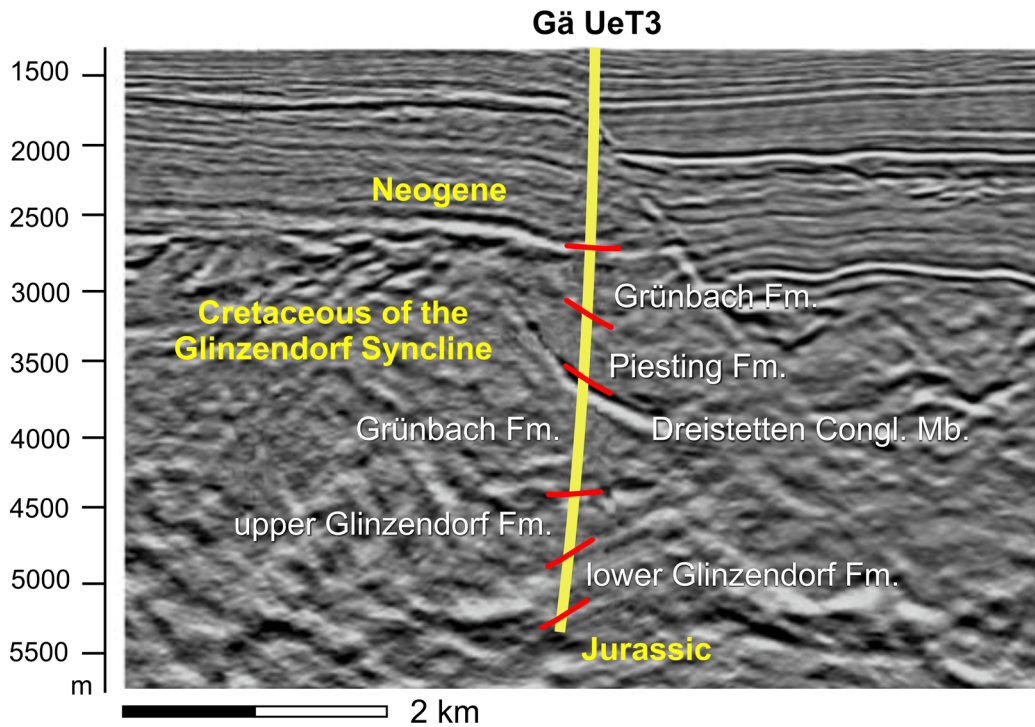 Gä UeT3
1500
2000
Neogene
2500
3000
Grünbach Fm.
Cretaceous of the
Glinzendorf Syncline
3500
Piesting Fm.
4000
Grünbach Fm.
Dreistetten Congl. Mb.
4500
upper Glinzendorf Fm.
5000
lower Glinzendorf Fm.
5500
Jurassic
m
2 km